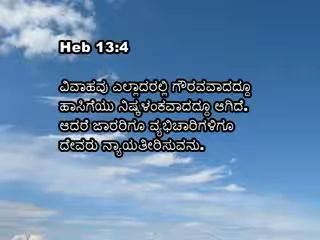 Heb 13:4
ವಿವಾಹವು ಎಲ್ಲಾದರಲ್ಲಿ ಗೌರವವಾದದ್ದೂ
ಹಾಸಿಗೆಯು ನಿಷ್ಕಳಂಕವಾದದ್ದೂ ಆಗಿದೆ.
ಆದರೆ ಜಾರರಿಗೂ ವ್ಯಭಿಚಾರಿಗಳಿಗೂ
ದೇವರು ನ್ಯಾಯತೀರಿಸುವನು.